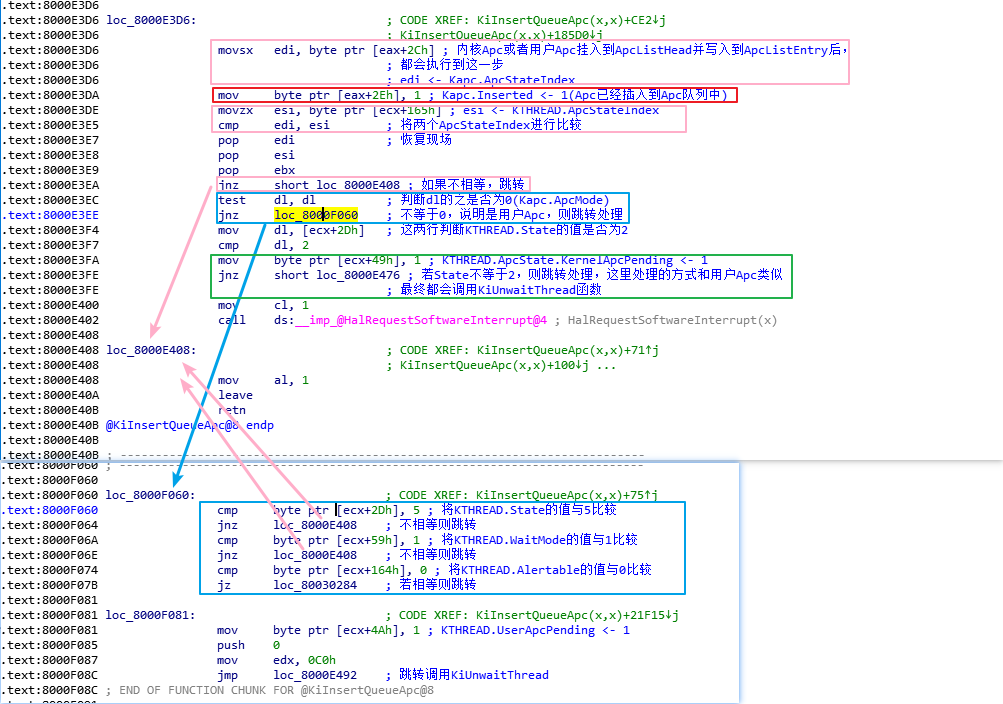 .text:8000E3D6
.text:8000E3D6 loc_8000E3D6: ; CODE XREF: KiInsertQueueApc(x,x)+CE2↓j
.text:8000E3D6 ; KiInsertQueueApc(x,x)+185D0↓j
.text:8000E3D6 movsx edi, byte ptr [eax+2Ch] ; 内核Apc或者用户Apc挂入到ApcListHead并写入到ApcListEntry后,
.text:8000E3D6 ; 都会执行到这一步
.text:8000E3D6 ; edi <- Kapc.ApcStateIndex
.text:8000E3DA mov byte ptr [eax+2Eh], 1 ; Kapc.Inserted <- 1(Apc已经插入到Apc队列中)
.text:8000E3DE movzx esi, byte ptr [ecx+165h] ; esi <- KTHREAD.ApcStateIndex
.text:8000E3E5 cmp edi, esi ; 将两个ApcStateIndex进行比较
.text:8000E3E7 pop edi ; 恢复现场
.text:8000E3E8 pop esi
.text:8000E3E9 pop ebx
.text:8000E3EA jnz short loc_8000E408 ; 如果不相等，跳转
.text:8000E3EC test dl, dl ; 判断dl的之是否为0(Kapc.ApcMode)
.text:8000E3EE jnz loc_8000F060 ; 不等于0，说明是用户Apc，则跳转处理
.text:8000E3F4 mov dl, [ecx+2Dh] ; 这两行判断KTHREAD.State的值是否为2
.text:8000E3F7 cmp dl, 2
.text:8000E3FA mov byte ptr [ecx+49h], 1 ; KTHREAD.ApcState.KernelApcPending <- 1
.text:8000E3FE jnz short loc_8000E476 ; 若State不等于2，则跳转处理，这里处理的方式和用户Apc类似
.text:8000E3FE ; 最终都会调用KiUnwaitThread函数
.text:8000E400 mov cl, 1
.text:8000E402 call ds:__imp_@HalRequestSoftwareInterrupt@4 ; HalRequestSoftwareInterrupt(x)
.text:8000E408
.text:8000E408 loc_8000E408: ; CODE XREF: KiInsertQueueApc(x,x)+71↑j
.text:8000E408 ; KiInsertQueueApc(x,x)+100↓j ...
.text:8000E408 mov al, 1
.text:8000E40A leave
.text:8000E40B retn
.text:8000E40B @KiInsertQueueApc@8 endp
.text:8000E40B
.text:8000E40B ; ---------------------------------------------------------------------------
.text:8000F060 ; ---------------------------------------------------------------------------
.text:8000F060
.text:8000F060 loc_8000F060: ; CODE XREF: KiInsertQueueApc(x,x)+75↑j
.text:8000F060 cmp byte ptr [ecx+2Dh], 5 ; 将KTHREAD.State的值与5比较
.text:8000F064 jnz loc_8000E408 ; 不相等则跳转
.text:8000F06A cmp byte ptr [ecx+59h], 1 ; 将KTHREAD.WaitMode的值与1比较
.text:8000F06E jnz loc_8000E408 ; 不相等则跳转
.text:8000F074 cmp byte ptr [ecx+164h], 0 ; 将KTHREAD.Alertable的值与0比较
.text:8000F07B jz loc_80030284 ; 若相等则跳转
.text:8000F081
.text:8000F081 loc_8000F081: ; CODE XREF: KiInsertQueueApc(x,x)+21F15↓j
.text:8000F081 mov byte ptr [ecx+4Ah], 1 ; KTHREAD.UserApcPending <- 1
.text:8000F085 push 0
.text:8000F087 mov edx, 0C0h
.text:8000F08C jmp loc_8000E492 ; 跳转调用KiUnwaitThread
.text:8000F08C ; END OF FUNCTION CHUNK FOR @KiInsertQueueApc@8